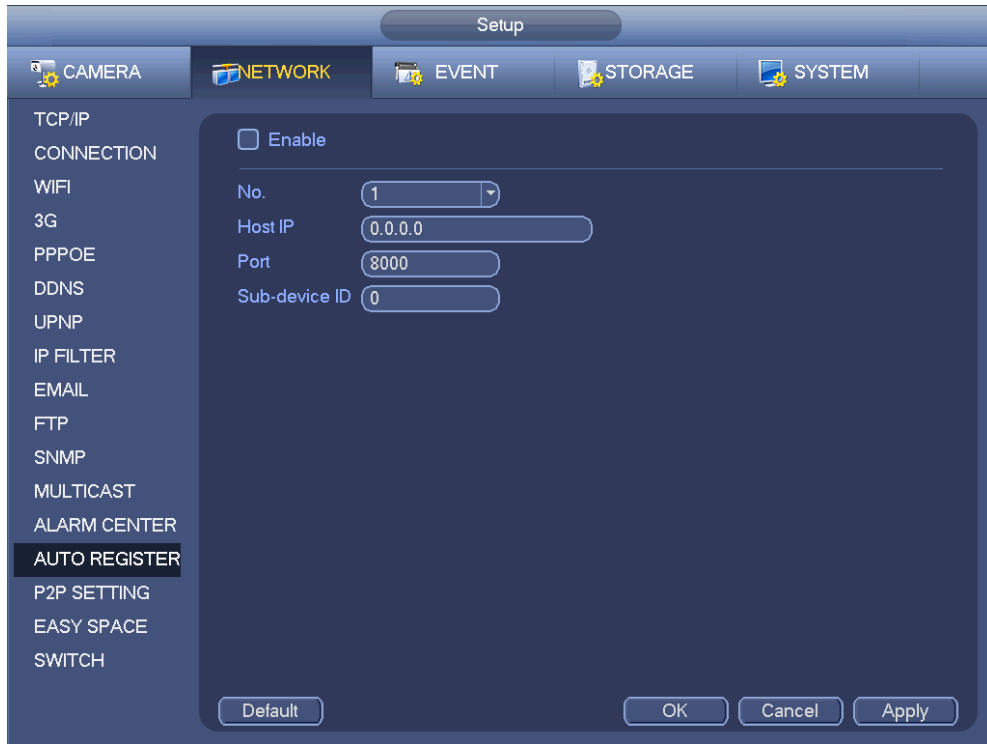 Setup
CAMERA NETWORK EVENT STORAGE SYSTEM
TCP/IP
CONNECTION
WIFI
3G
PPPOE
DDNS
UPNP
IP FILTER
EMAIL
FTP
SNMP
MULTICAST
ALARM CENTER
AUTO REGISTER
P2P SETTING
EASY SPACE
SWITCH
Enable
No. 1
Host IP 0.0.0.0
Port 8000
Sub-device ID 0
Default OK Cancel Apply